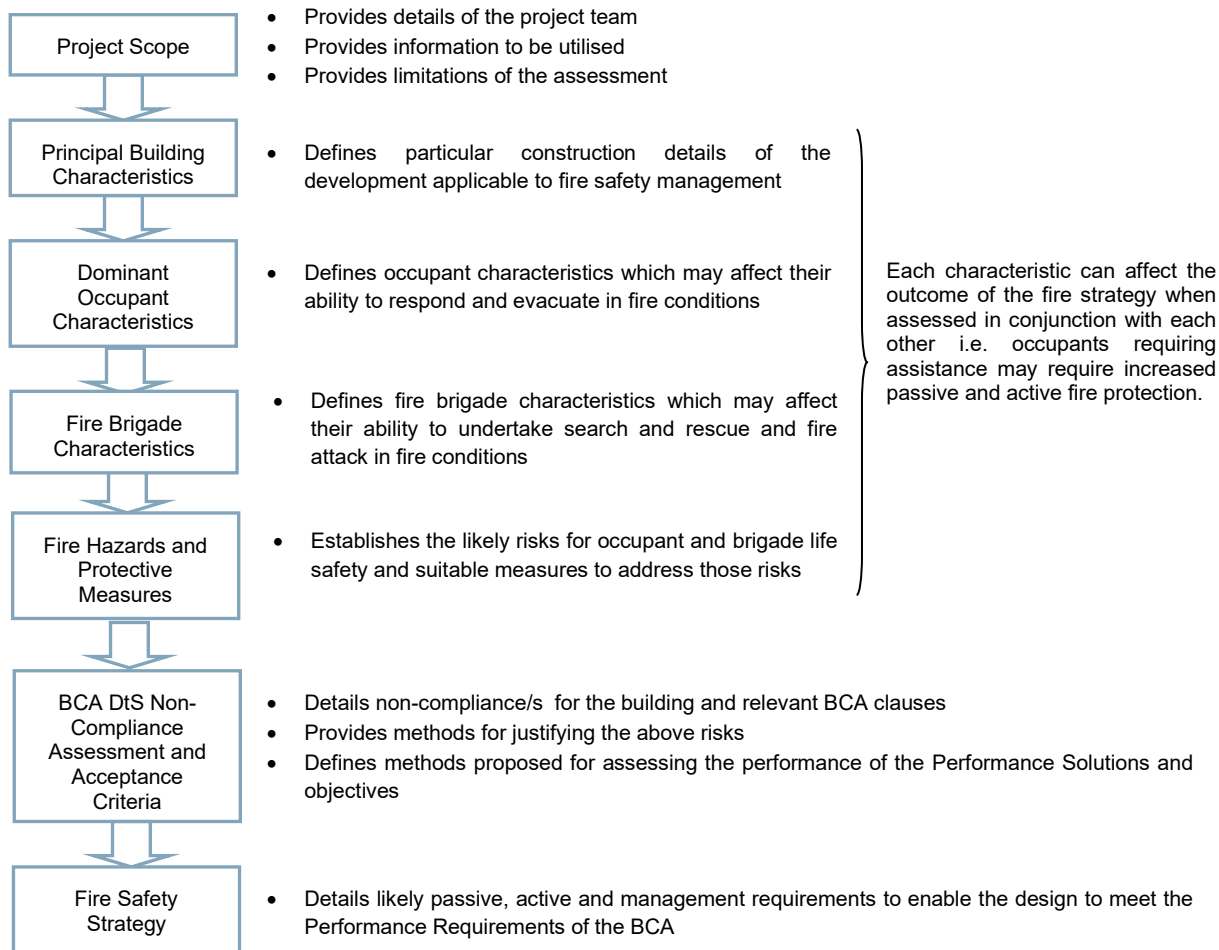 Project Scope
• Provides details of the project team
• Provides information to be utilised
• Provides limitations of the assessment
Principal Building
Characteristics
• Defines particular construction details of the
development applicable to fire safety management
Dominant
Occupant
Characteristics
• Defines occupant characteristics which may affect their
ability to respond and evacuate in fire conditions
Fire Brigade
Characteristics
• Defines fire brigade characteristics which may affect
their ability to undertake search and rescue and fire
attack in fire conditions
Fire Hazards and
Protective
Measures
• Establishes the likely risks for occupant and brigade life
safety and suitable measures to address those risks
Each characteristic can affect the
outcome of the fire strategy when
assessed in conjunction with each
other i.e. occupants requiring
assistance may require increased
passive and active fire protection.
BCA DtS Non-
Compliance
Assessment and
Acceptance
Criteria
• Details non-compliance/s for the building and relevant BCA clauses
• Provides methods for justifying the above risks
• Defines methods proposed for assessing the performance of the Performance Solutions and
objectives
Fire Safety
Strategy
• Details likely passive, active and management requirements to enable the design to meet the
Performance Requirements of the BCA